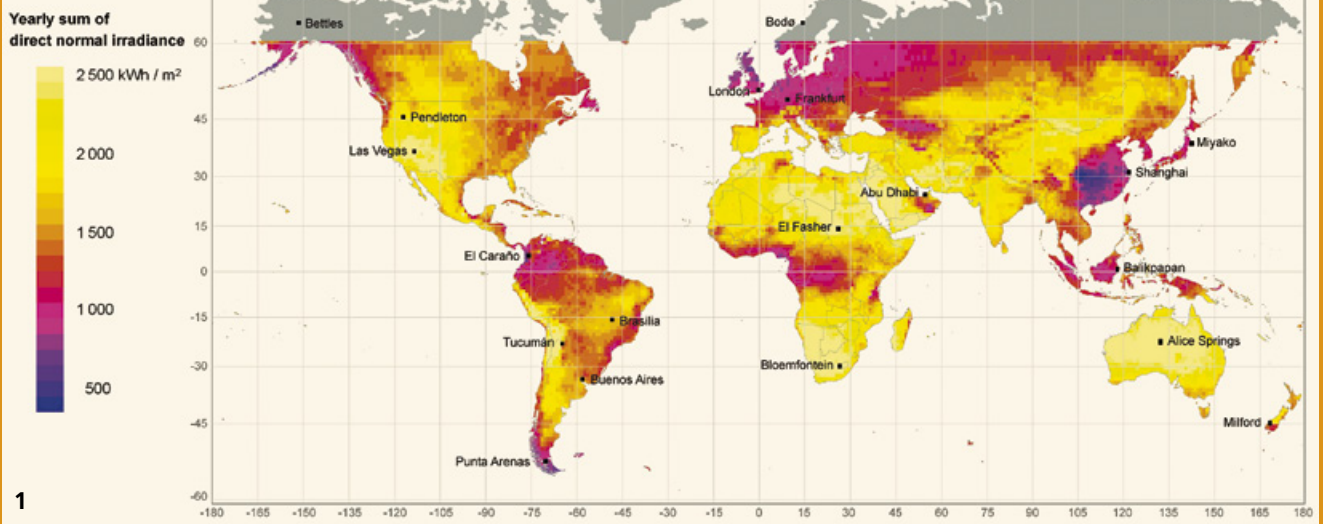 Yearly sum of
direct normal irradiance
2 500 kWh / m²
2 000
1 500
1 000
500
Bettles
Bodø
60
London
Frankfurt
Pendleton
45
Las Vegas
Miyako
Shanghai
30
Abu Dhabi
15
El Fasher
El Caraño
0
Balikpapan
-15
Brasilia
Tucumán
Alice Springs
-30
Bloemfontein
Buenos Aires
-45
Milford
Punta Arenas
-60
1
-180 -165 -150 -135 -120 -105 -90 -75 -60 -45 -30 -15 0 15 30 45 60 75 90 105 120 135 150 165 180